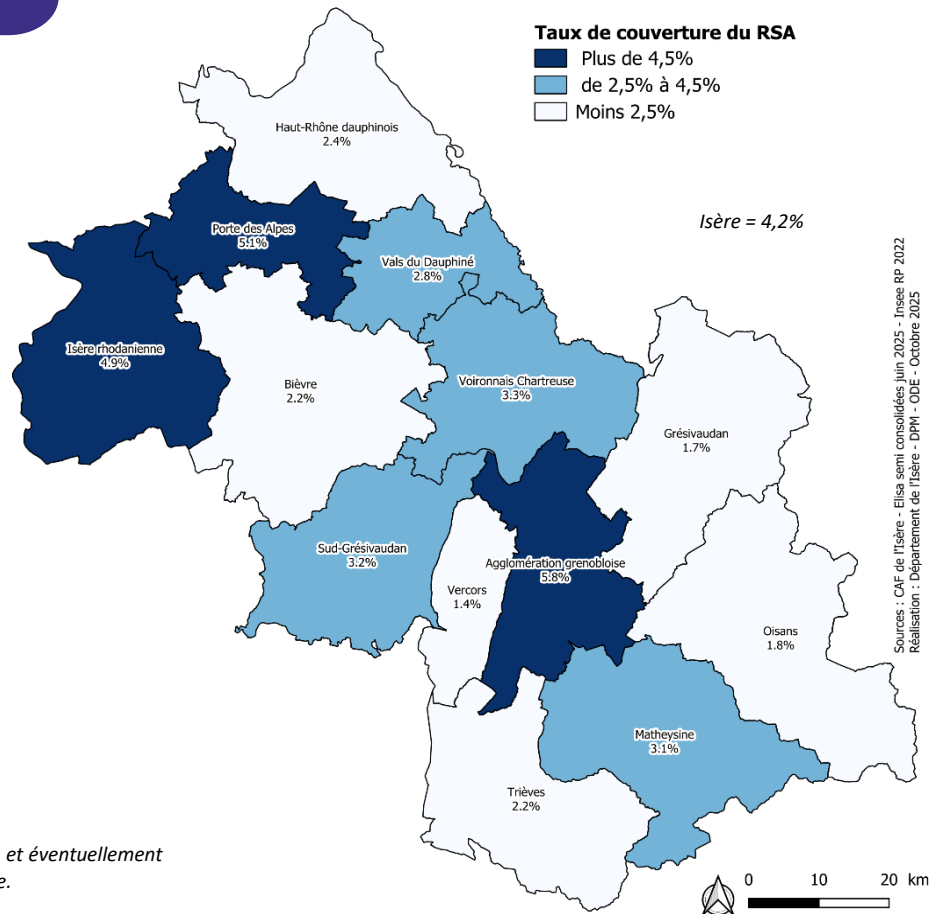 Taux de couverture du RSA
Plus de 4,5%
de 2,5% à 4,5%
Moins 2,5%
Isère = 4,2%
Haut-Rhône dauphinois
2.4%
Porte des Alpes
5.1%
Vals du Dauphiné
2.8%
Isère rhodanienne
4.9%
Bièvre
2.2%
Voironnais Chartreuse
3.3%
Grésivaudan
1.7%
Sud-Grésivaudan
3.2%
Vercors
1.4%
Agglomération grenobloise
5.8%
Oisans
1.8%
Matheysine
3.1%
Trièves
2.2%
Sources : CAF de l'Isère - Elisa semi consolidées juin 2025 - Insee RP 2022
Réalisation : Département de l'Isère - DPM - ODE - Octobre 2025
et éventuellement
e.
0 10 20 km